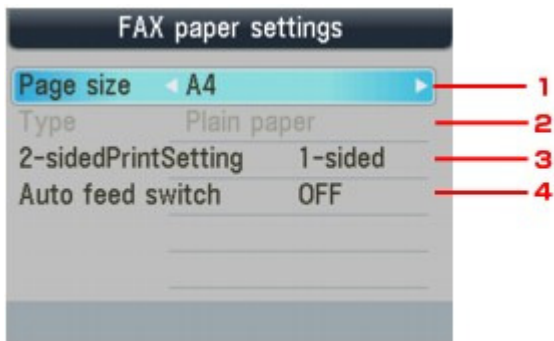 FAX paper settings
Page size A4 1
Type Plain paper 2
2-sidedPrintSetting 1-sided 3
Auto feed switch OFF 4